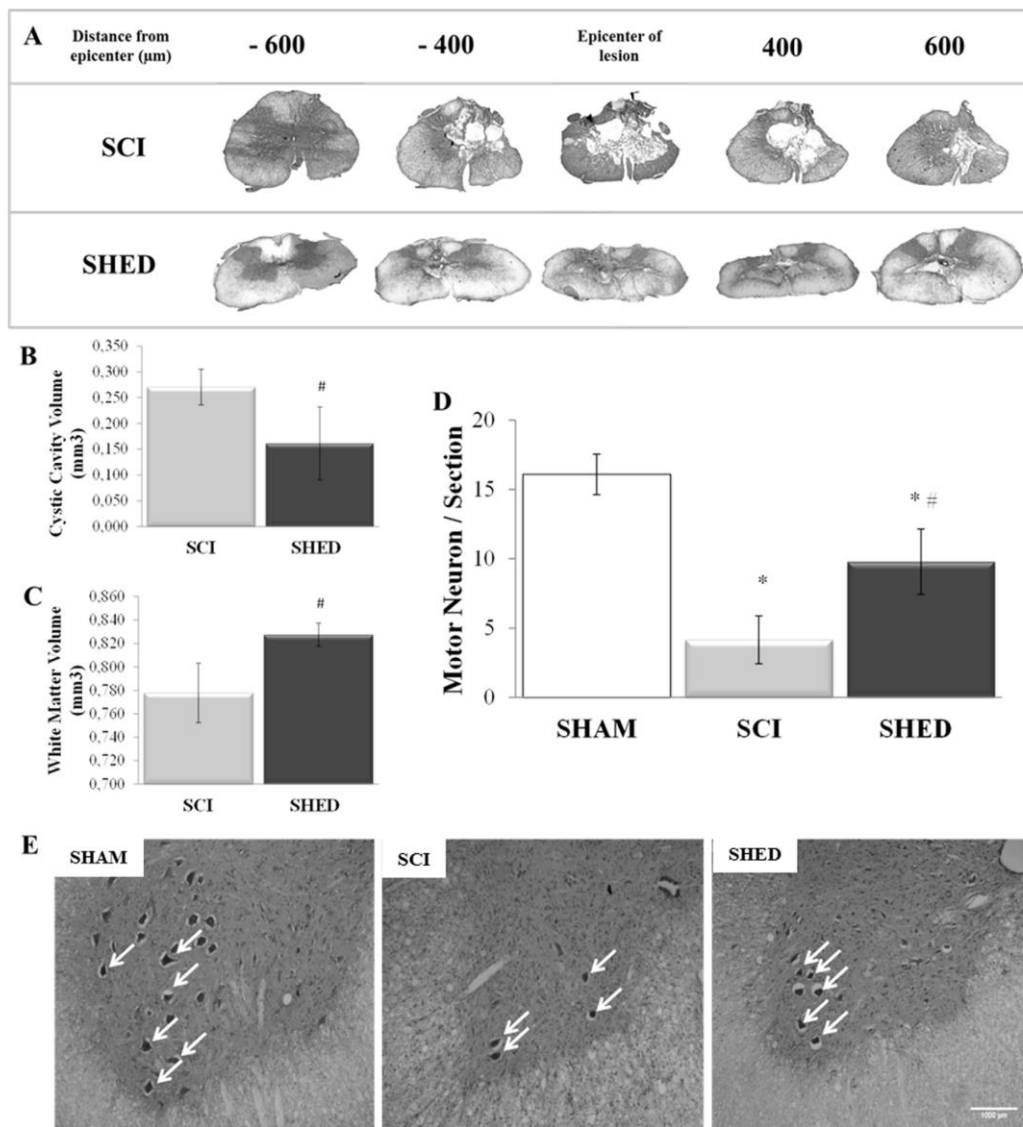 A
Distance from
epicenter (μm)
- 600
- 400
Epicenter of
lesion
400
600
SCI
SHED
B
Cystic Cavity Volume
(mm3)
0,350
0,300
0,250
0,200
0,150
0,100
0,050
0,000
#
SCI
SHED
C
White Matter Volume
(mm3)
0,860
0,840
0,820
0,800
0,780
0,760
0,740
0,720
0,700
#
SCI
SHED
D
Motor Neuron / Section
20
15
10
5
0
*
* #
SHAM
SCI
SHED
E
SHAM
SCI
SHED
1000 μm